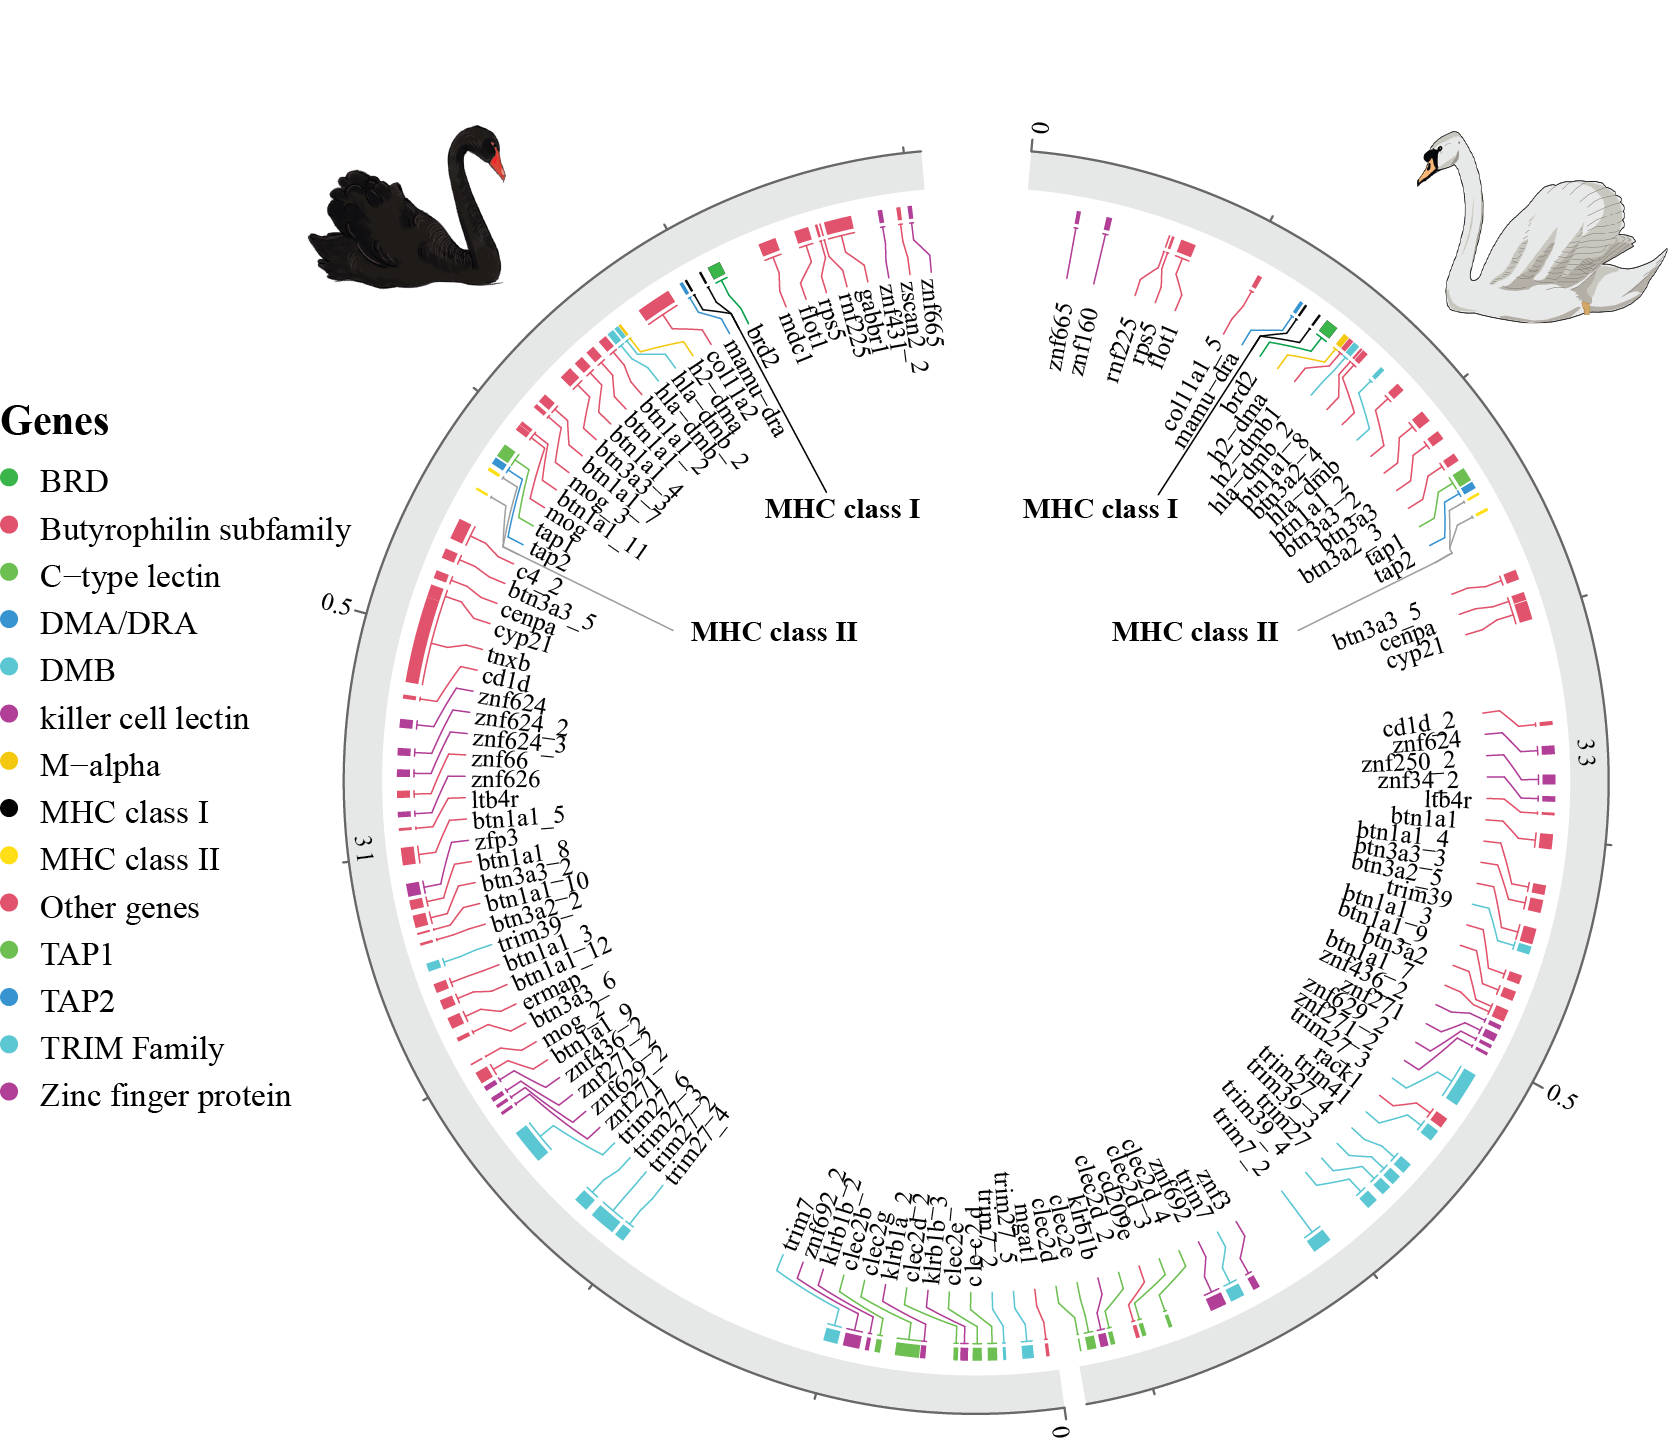 Genes
BRD
Butyrophilin subfamily
C−type lectin
DMA/DRA
DMB
killer cell lectin
M−alpha
MHC class I
MHC class II
Other genes
TAP1
TAP2
TRIM Family
Zinc finger protein
0
0.5
33
0
0.5
31
MHC class I
MHC class II
MHC class I
MHC class II
znf665
zscan2_2
znf431
gabbr1
rnf225
rps5
flot1
mdc1
brd2
mamu−dra
col11a2
h2−dma
hla−dmb
hla−dmb_2
btn1a1_2
btn1a1
btn1a1_4
btn3a3_3
btn1a1_7
mog_3
btn1a1_11
mog
tap1
tap2
c4_2
btn3a3_5
cenpa
cyp21
tnxb
cd1d
znf624
znf624_2
znf624_3
znf66
znf626
ltb4r
btn1a1_5
zfp3
btn1a1_8
btn3a3_2
btn1a1_10
btn3a2_2
trim39
btn1a1_3
btn1a1_12
ermap
btn3a3_6
mog_2
btn1a1_9
znf436_2
znf271_2
znf629_2
znf271
trim27_6
trim27_3
trim27_2
trim27_4
trim7
znf692_2
klrb1b_2
clec2b
clec2g
klrb1a_2
clec2d_2
klrb1b_3
clec2e
trim7_2
trim27_5
mgat1
clec2d
clec2e
klrb1b
clec2d_2
cd209e
clec2d_3
clec2d_4
znf692
trim7
znf3
znf665
znf160
rnf225
rps5
flot1
col11a1_5
mamu−dra
brd2
h2−dma
h2−dmb1
hla−dmb_2
btn1a1_8
btn3a2_4
hla−dmb
btn1a1_2
btn3a3_2
btn3a3
btn3a2_3
tap1
tap2
btn3a3_5
cenpa
cyp21
cd1d_2
znf624
znf250_2
znf34_2
ltb4r
btn1a1
btn1a1_4
btn3a3_3
btn3a2_5
trim39
btn1a1_3
btn1a1_9
btn3a2
btn1a1_7
znf436_2
znf271
znf629_2
znf271_2
trim27_3
rack1
trim41
trim27_4
trim39_3
trim27
trim39_4
trim7_2